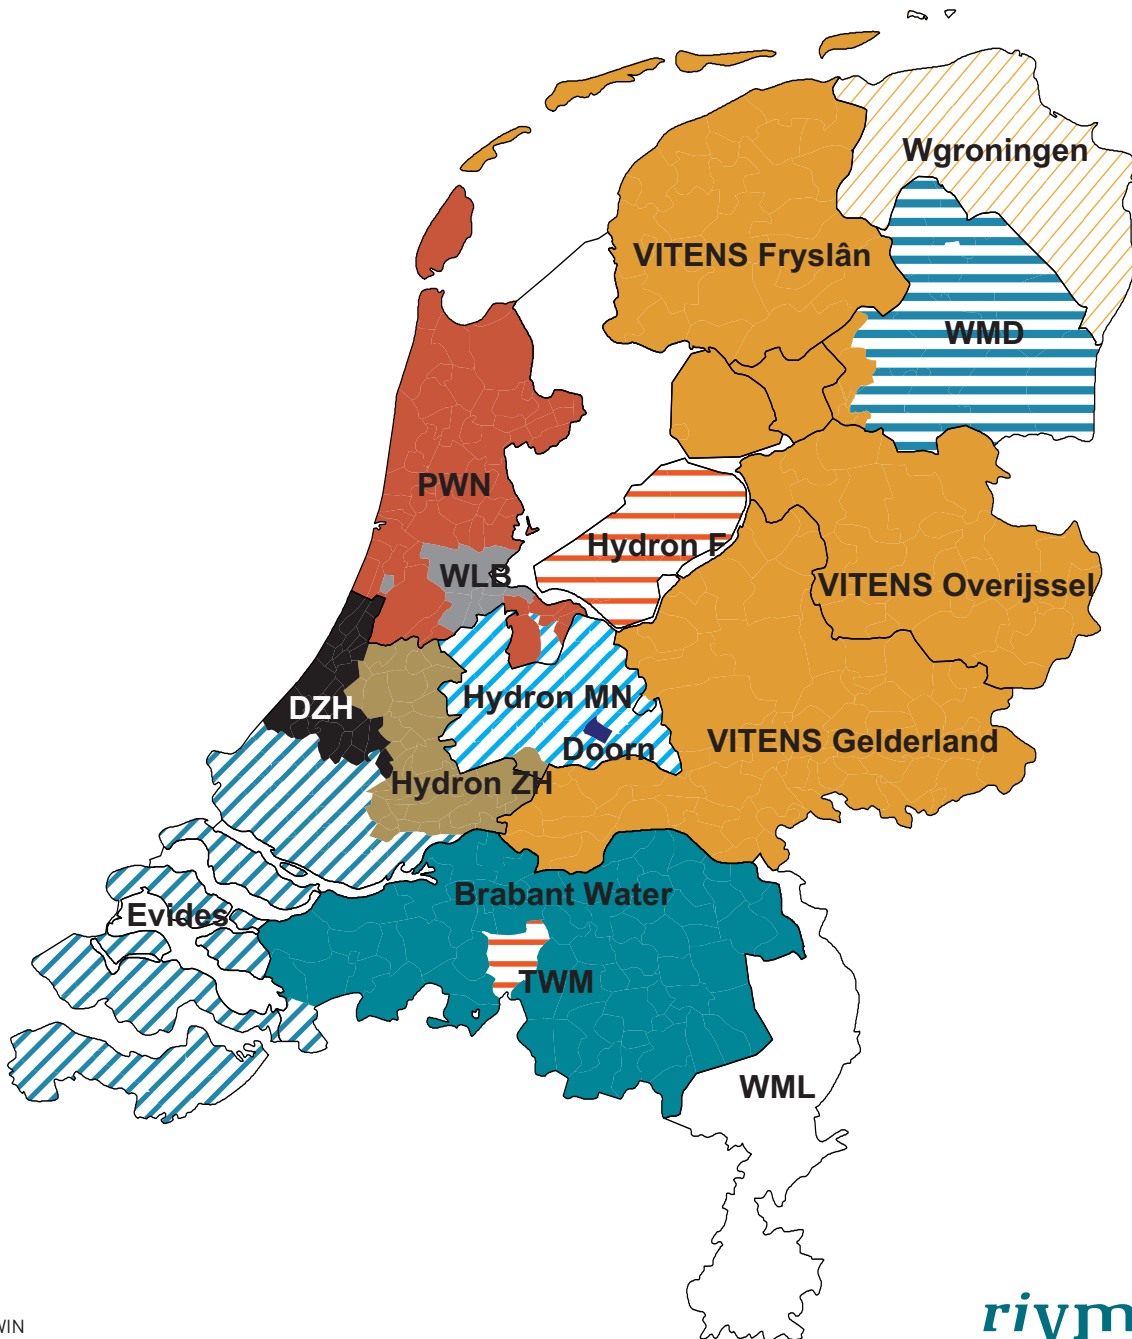 Wgroningen
VITENS Fryslân
WMD
PWN
Hydron F
WLB
VITENS Overijssel
Hydron MN
DZH
Doorn
VITENS Gelderland
Hydron ZH
Brabant Water
Evides
TWM
WML
rivm
WIN